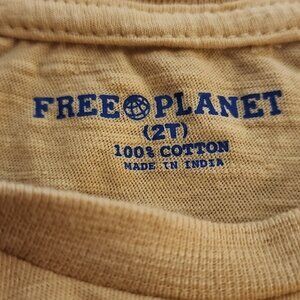 FREE PLANET
(2T)
100% COTTON
MADE IN INDIA